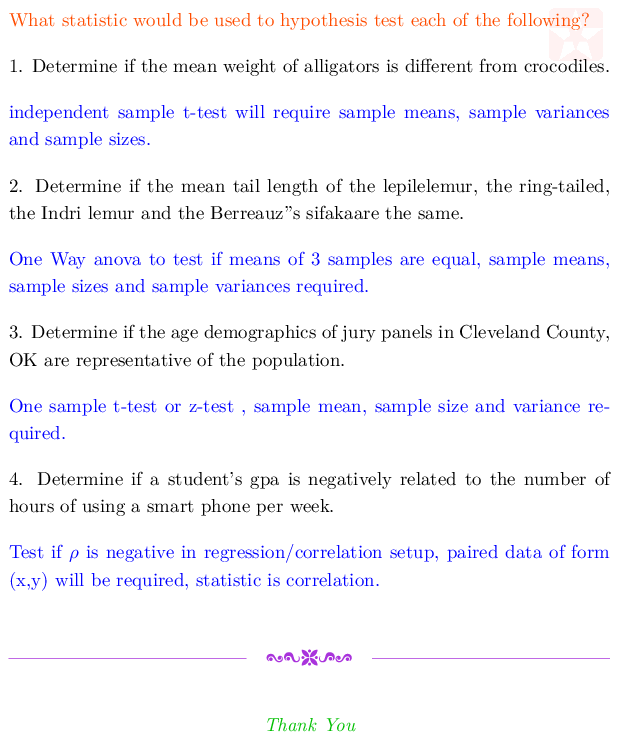 What statistic would be used to hypothesis test each of the following?
1. Determine if the mean weight of alligators is different from crocodiles.
independent sample t-test will require sample means, sample variances
and sample sizes.
2. Determine if the mean tail length of the lepilelemur, the ring-tailed,
the Indri lemur and the Berreauz”s sifakaare the same.
One Way anova to test if means of 3 samples are equal, sample means,
sample sizes and sample variances required.
3. Determine if the age demographics of jury panels in Cleveland County,
OK are representative of the population.
One sample t-test or z-test , sample mean, sample size and variance re-
quired.
4. Determine if a student’s gpa is negatively related to the number of
hours of using a smart phone per week.
Test if ρ is negative in regression/correlation setup, paired data of form
(x,y) will be required, statistic is correlation.
Thank You